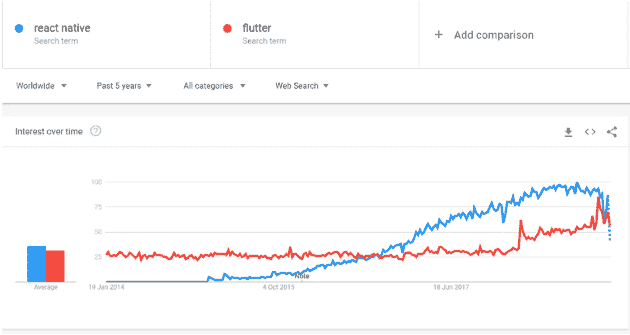 react native
Search term
flutter
Search term
+ Add comparison
Worldwide
Past 5 years
All categories
Web Search
Interest over time
?
100
75
50
25
Note
Average
19 Jan 2014
4 Oct 2015
18 Jun 2017